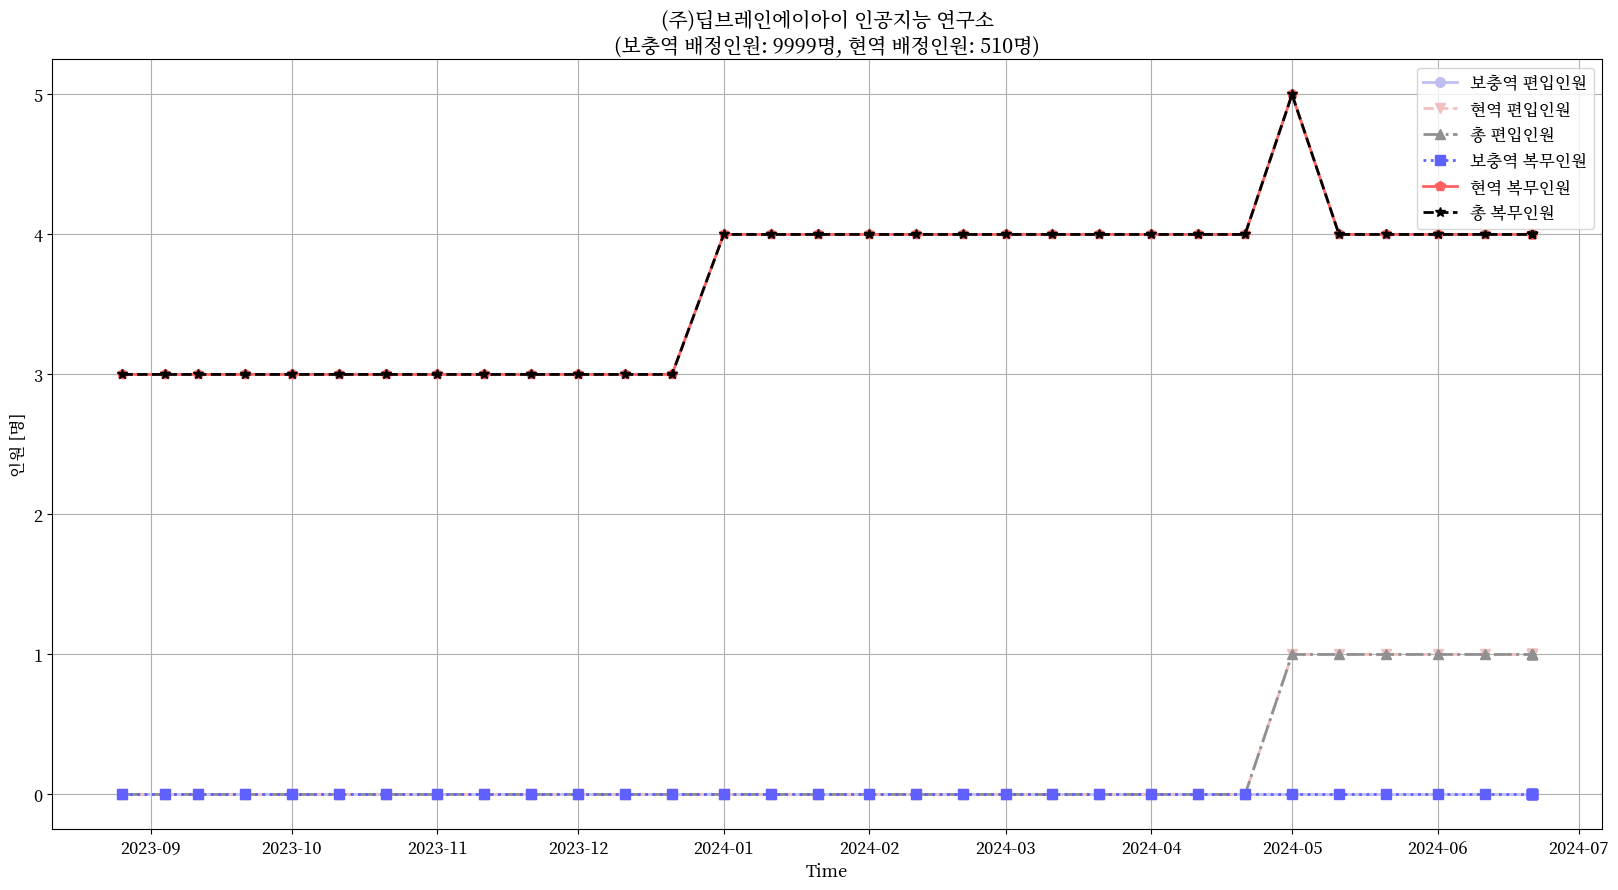 (주)딥브레인에이아이 인공지능 연구소
(보충역 배정인원: 9999명, 현역 배정인원: 510명)
보충역 편입인원
현역 편입인원
총 편입인원
보충역 복무인원
현역 복무인원
총 복무인원
인원 [명]
5
4
3
2
1
0
2023-09 2023-10 2023-11 2023-12 2024-01 2024-02 2024-03 2024-04 2024-05 2024-06 2024-07
Time